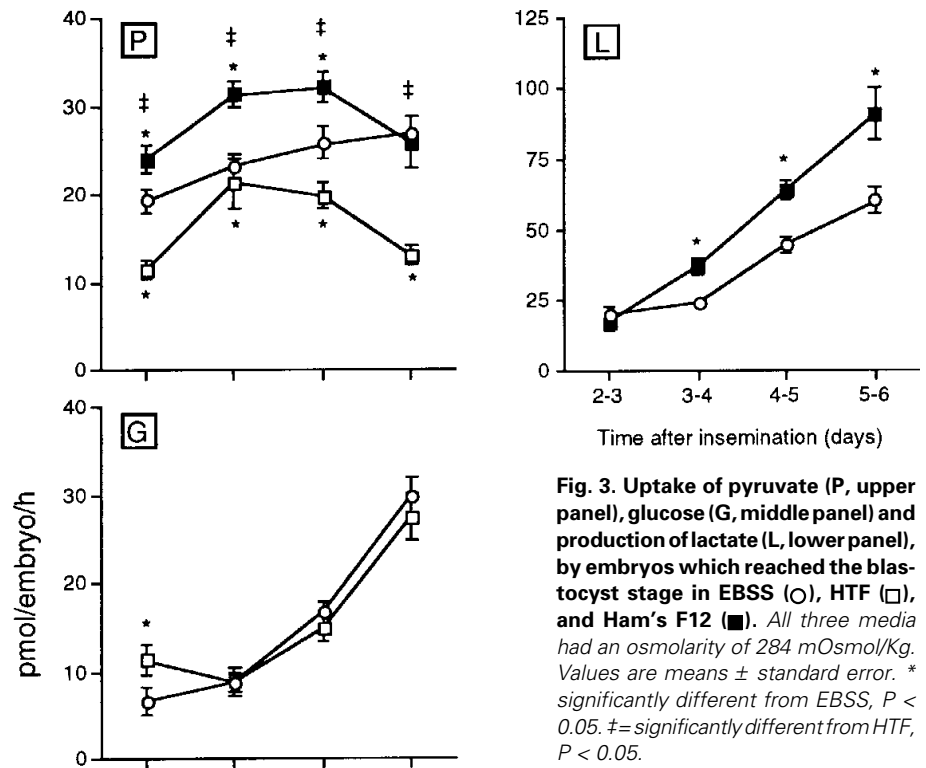 40
P
‡
‡
‡
*
*
‡
30
*
20
*
*
10
*
*
0
125
L
*
100
*
75
*
50
25
0
2-3 3-4 4-5 5-6
Time after insemination (days)
40
G
30
20
*
10
0
pmol/embryo/h
Fig. 3. Uptake of pyruvate (P, upper
panel), glucose (G, middle panel) and
production of lactate (L, lower panel),
by embryos which reached the blas-
tocyst stage in EBSS (○), HTF (□),
and Ham's F12 (■). All three media
had an osmolarity of 284 mOsmol/Kg.
Values are means ± standard error. *
significantly different from EBSS, P <
0.05. ‡= significantly different from HTF,
P < 0.05.